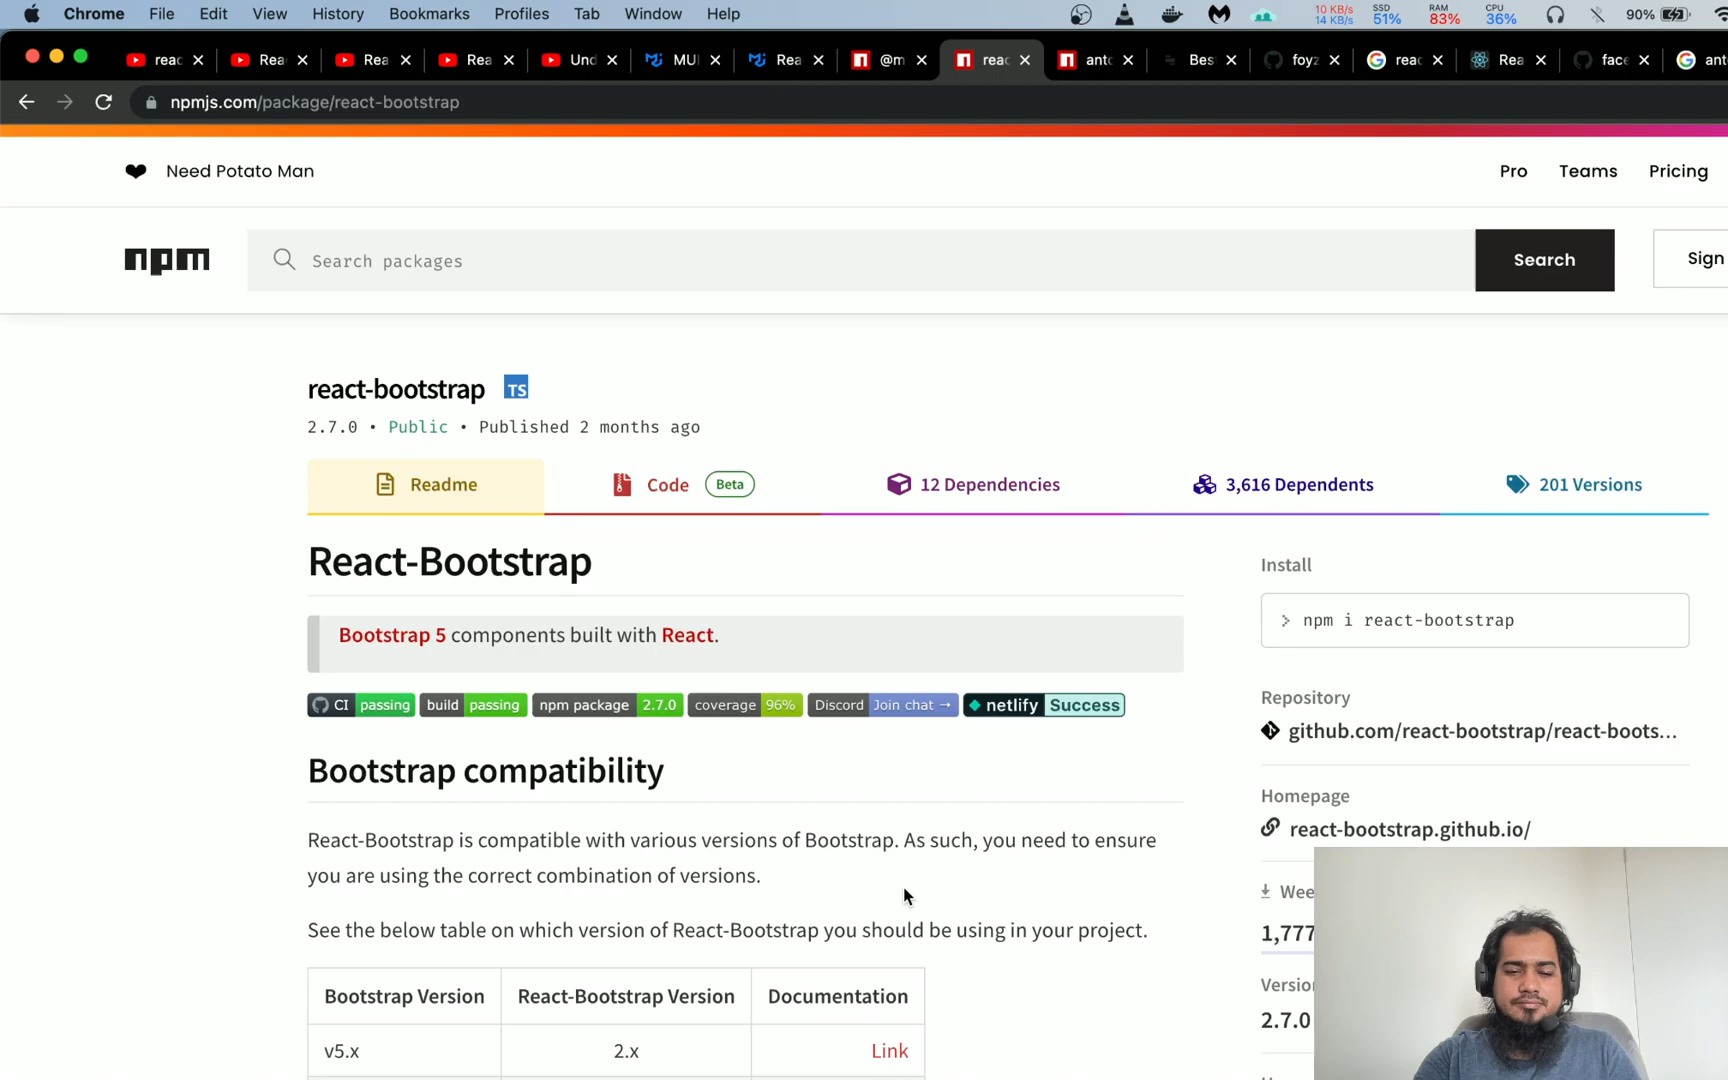 Chrome File Edit View History Bookmarks Profiles Tab Window Help 10 KB/s 14 KB/s SSD 51% RAM 83% CPU 36% 90%
reac Rea Rea Rea Und MUI Rea @m reac antd Bes foyz reac Rea face ant
npmjs.com/package/react-bootstrap
Need Potato Man Pro Teams Pricing
npm Search packages Search Sign
react-bootstrap TS
2.7.0 • Public • Published 2 months ago
Readme Code Beta 12 Dependencies 3,616 Dependents 201 Versions
React-Bootstrap
Bootstrap 5 components built with React.
CI passing build passing npm package 2.7.0 coverage 96% Discord Join chat → netlify Success
Bootstrap compatibility
React-Bootstrap is compatible with various versions of Bootstrap. As such, you need to ensure
you are using the correct combination of versions.
See the below table on which version of React-Bootstrap you should be using in your project.
Bootstrap Version React-Bootstrap Version Documentation
v5.x 2.x Link
Install
> npm i react-bootstrap
Repository
github.com/react-bootstrap/react-boots...
Homepage
react-bootstrap.github.io/
Wee
1,777
Versio
2.7.0